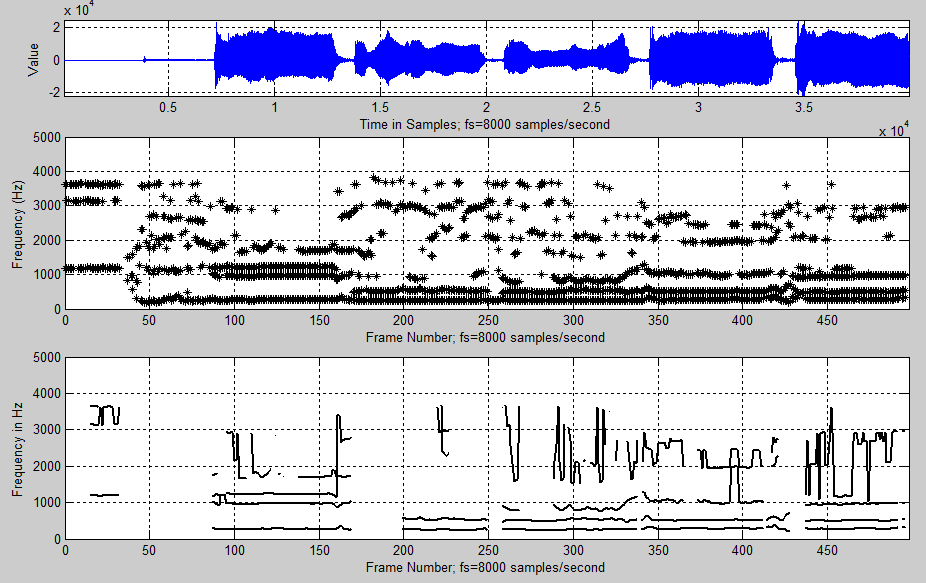 x 10^4
2
0
-2
Value
0.5 1 1.5 2 2.5 3 3.5
Time in Samples; fs=8000 samples/second
x 10^4
5000
4000
3000
2000
1000
0
Frequency (Hz)
0 50 100 150 200 250 300 350 400 450
Frame Number; fs=8000 samples/second
5000
4000
3000
2000
1000
0
Frequency in Hz
0 50 100 150 200 250 300 350 400 450
Frame Number; fs=8000 samples/second